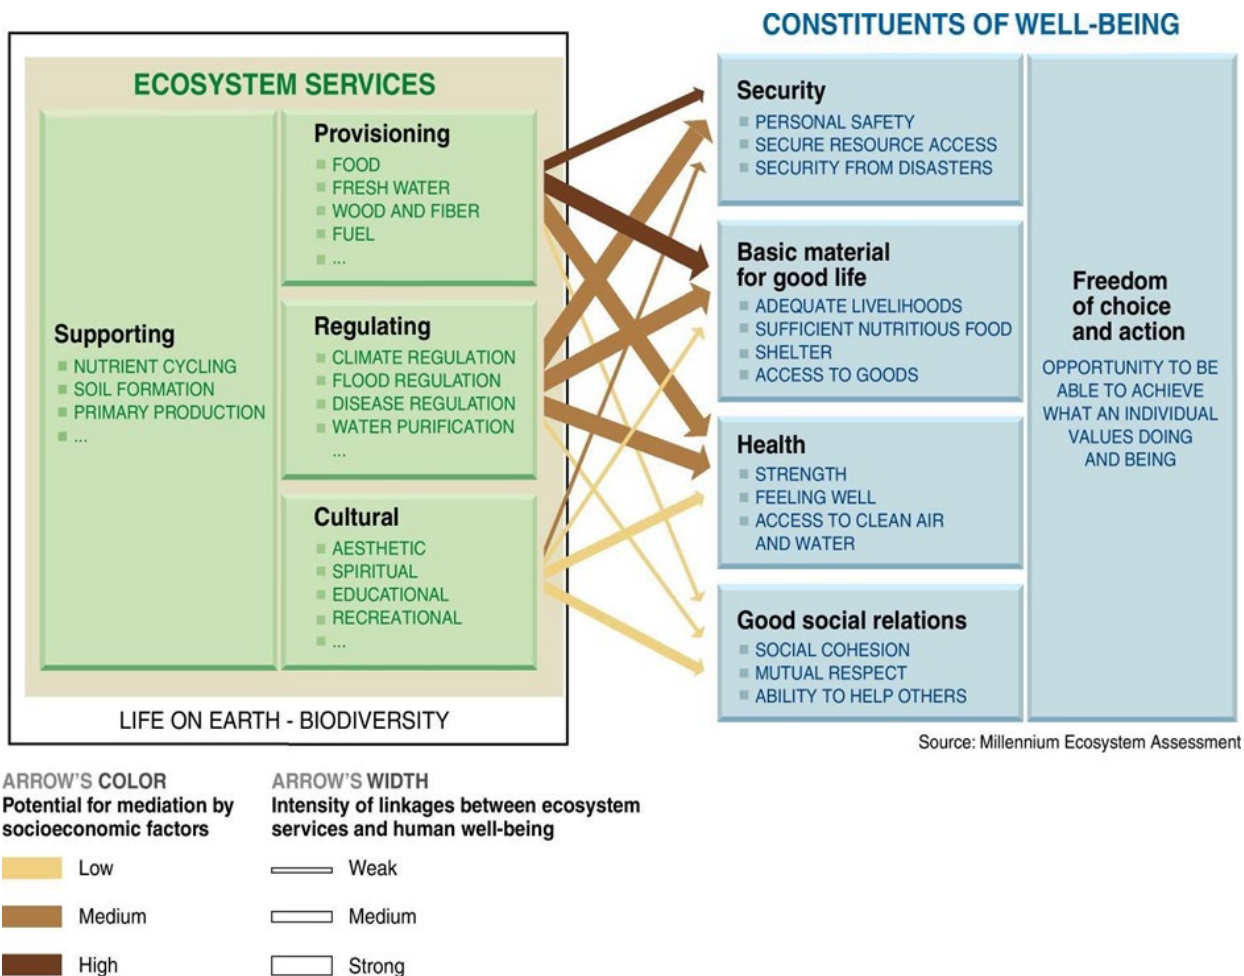 CONSTITUENTS OF WELL-BEING
ECOSYSTEM SERVICES
Supporting
NUTRIENT CYCLING
SOIL FORMATION
PRIMARY PRODUCTION
...
Provisioning
FOOD
FRESH WATER
WOOD AND FIBER
FUEL
...
Regulating
CLIMATE REGULATION
FLOOD REGULATION
DISEASE REGULATION
WATER PURIFICATION
...
Cultural
AESTHETIC
SPIRITUAL
EDUCATIONAL
RECREATIONAL
...
LIFE ON EARTH - BIODIVERSITY
Security
PERSONAL SAFETY
SECURE RESOURCE ACCESS
SECURITY FROM DISASTERS
Basic material
for good life
ADEQUATE LIVELIHOODS
SUFFICIENT NUTRITIOUS FOOD
SHELTER
ACCESS TO GOODS
Health
STRENGTH
FEELING WELL
ACCESS TO CLEAN AIR
AND WATER
Good social relations
SOCIAL COHESION
MUTUAL RESPECT
ABILITY TO HELP OTHERS
Freedom
of choice
and action
OPPORTUNITY TO BE
ABLE TO ACHIEVE
WHAT AN INDIVIDUAL
VALUES DOING
AND BEING
Source: Millennium Ecosystem Assessment
ARROW'S COLOR
Potential for mediation by
socioeconomic factors
Low
Medium
High
ARROW'S WIDTH
Intensity of linkages between ecosystem
services and human well-being
Weak
Medium
Strong